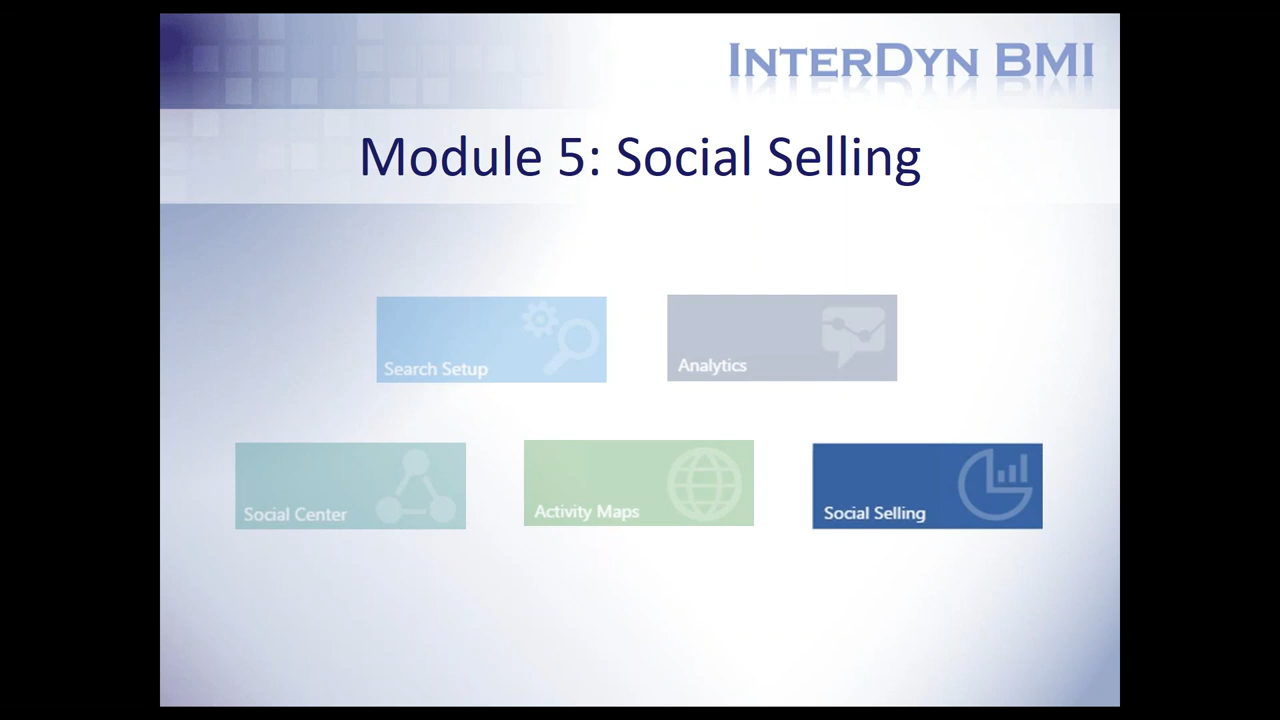 INTERDYN BMI
Module 5: Social Selling
Search Setup
Analytics
Social Center
Activity Maps
Social Selling